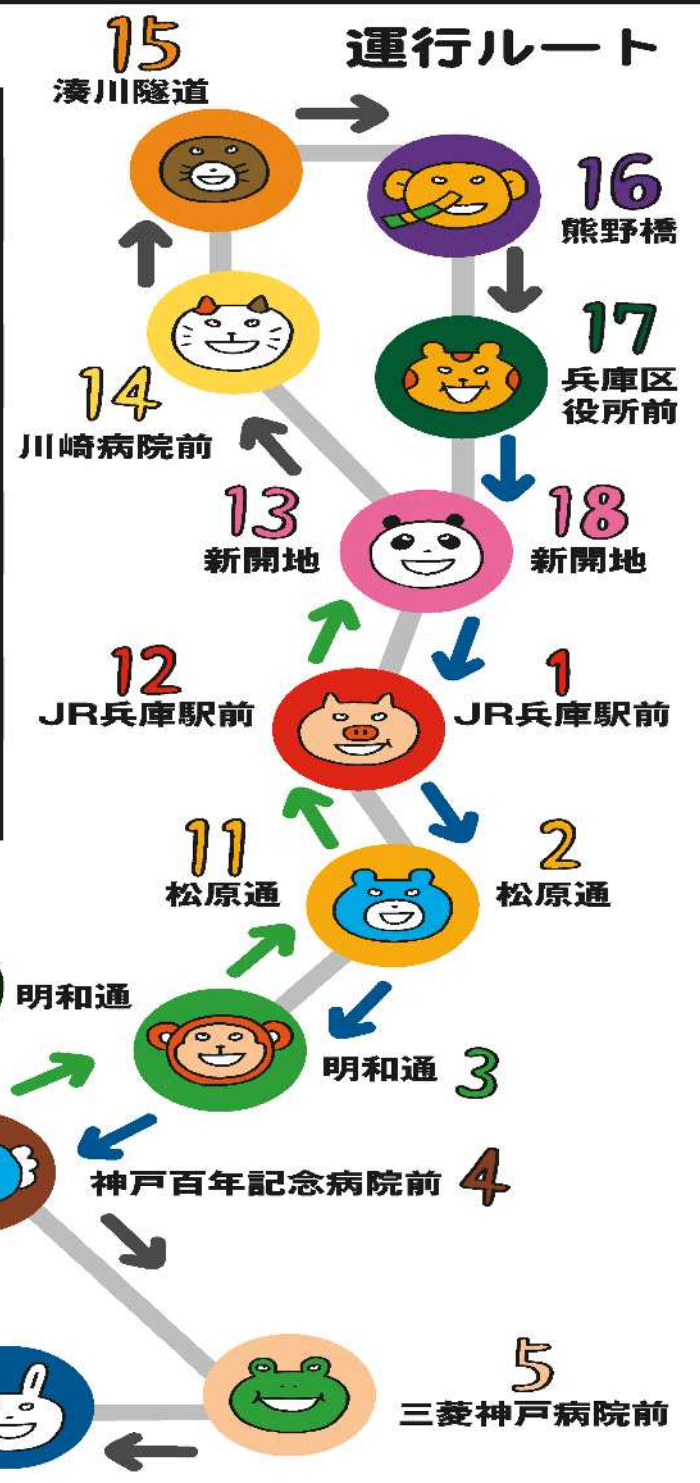 運行ルート
15
湊川隧道
16
熊野橋
17
兵庫区
役所前
14
川崎病院前
13
新開地
18
新開地
12
JR兵庫駅前
1
JR兵庫駅前
11
松原通
2
松原通
明和通
明和通 3
神戸百年記念病院前 4
5
三菱神戸病院前